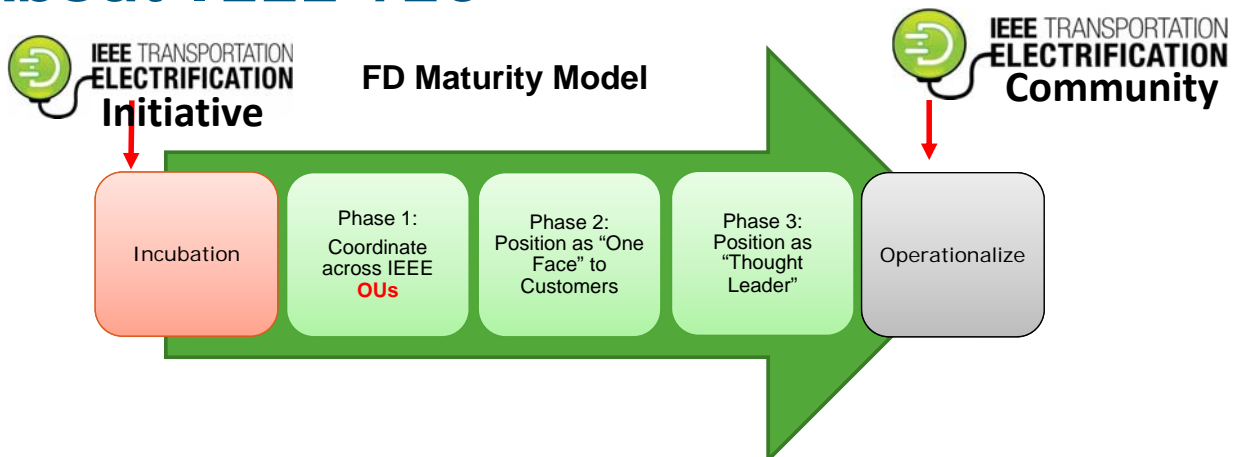 IEEE TRANSPORTATION
ELECTRIFICATION
Initiative
FD Maturity Model
IEEE TRANSPORTATION
ELECTRIFICATION
Community
Incubation
Phase 1:
Coordinate
across IEEE
OUs
Phase 2:
Position as “One
Face” to
Customers
Phase 3:
Position as
“Thought
Leader”
Operationalize